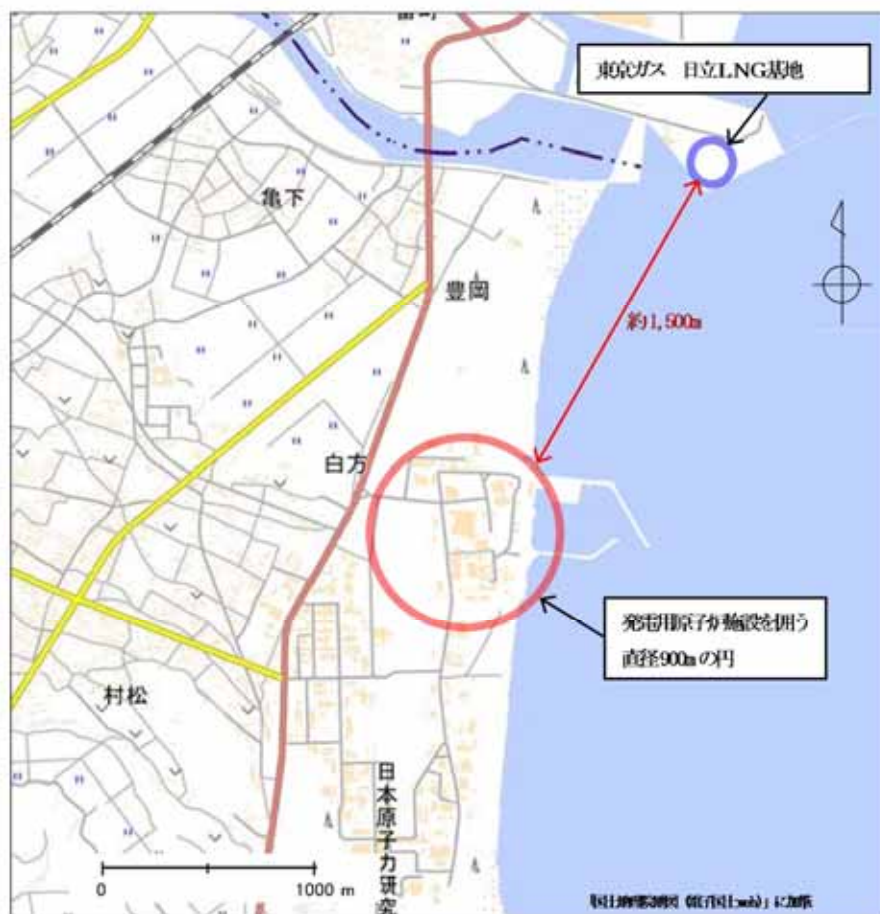 東京ガス 日立LNG基地
亀下
豊岡
約1,500m
白方
発電用原子炉施設を囲う
直径900mの円
村松
日本原子力研究
0
1000 m